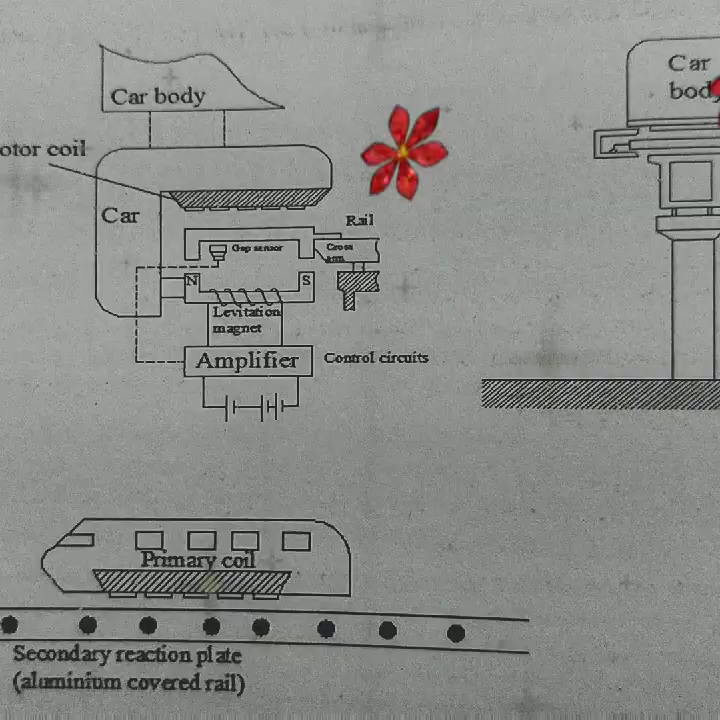 Car body
otor coil
Car
Rail
Gap sensor
Cross
arm
N
S
Levitation
magnet
Amplifier
Control circuits
Car
body
Primary coil
Secondary reaction plate
(aluminium covered rail)